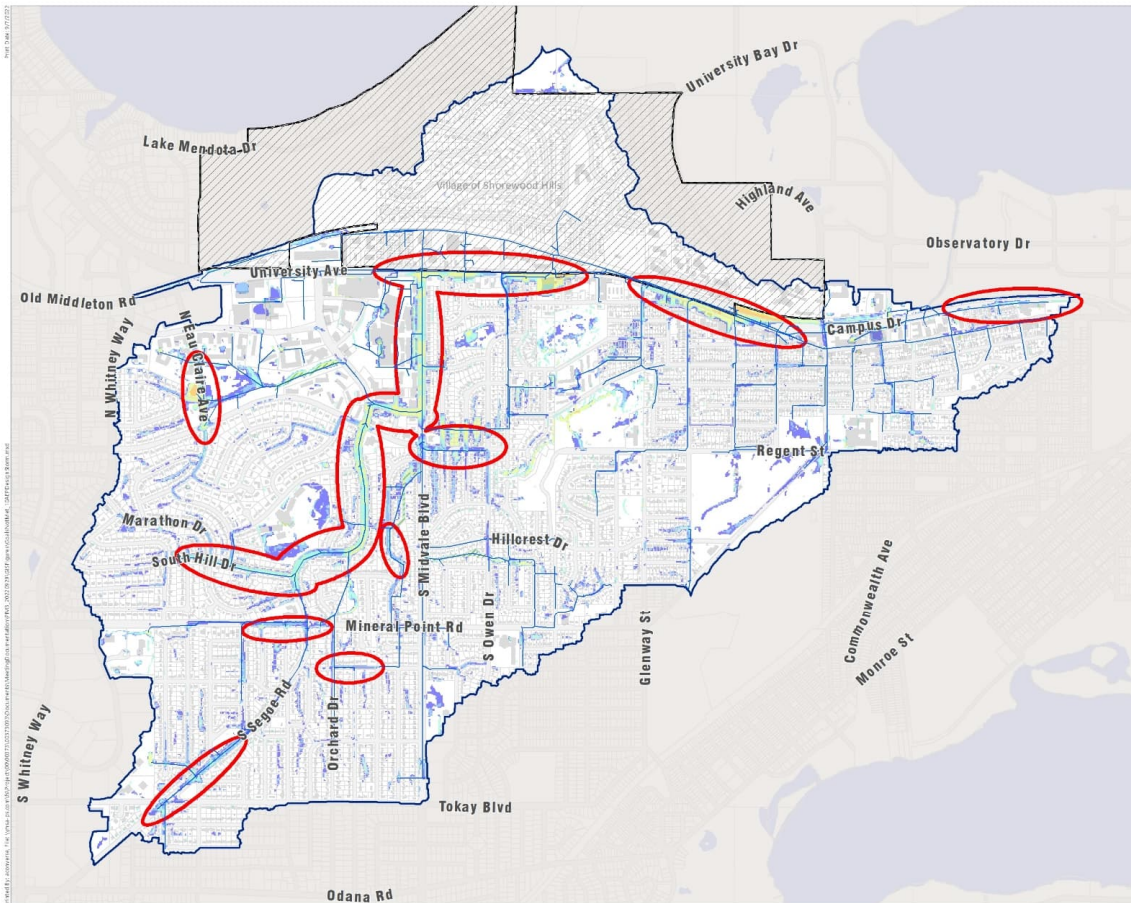 University Bay Dr
Lake Mendota Dr
Village of Shorewood Hills
Highland Ave
Observatory Dr
University Ave
Old Middleton Rd
N Whitney Way
N Eau Claire Ave
Campus Dr
Regent St
Marathon Dr
South Hill Dr
S Midvale Blvd
Hillcrest Dr
Mineral Point Rd
S Owen Dr
Glenway St
Commonwealth Ave
Monroe St
S Whitney Way
S Segoe Rd
Orchard Dr
Tokay Blvd
Odana Rd